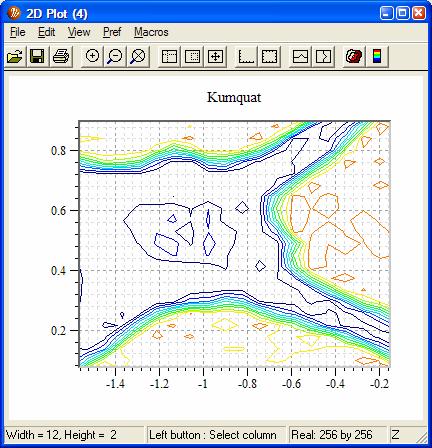 2D Plot (4)
File Edit View Pref Macros
Kumquat
0.8
0.6
0.4
0.2
-1.4 -1.2 -1 -0.8 -0.6 -0.4 -0.2
Width = 12, Height = 2 Left button : Select column Real: 256 by 256 Z